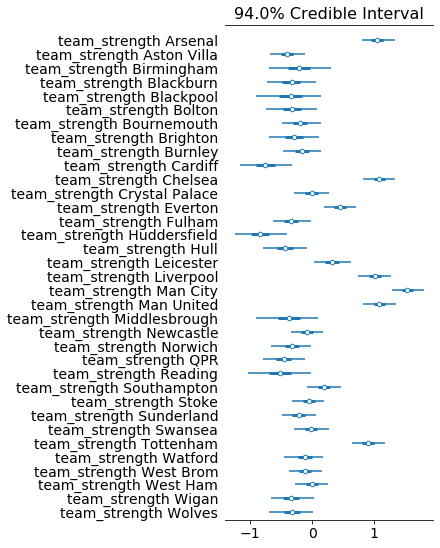 94.0% Credible Interval
team_strength Arsenal
team_strength Aston Villa
team_strength Birmingham
team_strength Blackburn
team_strength Blackpool
team_strength Bolton
team_strength Bournemouth
team_strength Brighton
team_strength Burnley
team_strength Cardiff
team_strength Chelsea
team_strength Crystal Palace
team_strength Everton
team_strength Fulham
team_strength Huddersfield
team_strength Hull
team_strength Leicester
team_strength Liverpool
team_strength Man City
team_strength Man United
team_strength Middlesbrough
team_strength Newcastle
team_strength Norwich
team_strength QPR
team_strength Reading
team_strength Southampton
team_strength Stoke
team_strength Sunderland
team_strength Swansea
team_strength Tottenham
team_strength Watford
team_strength West Brom
team_strength West Ham
team_strength Wigan
team_strength Wolves
−1 0 1